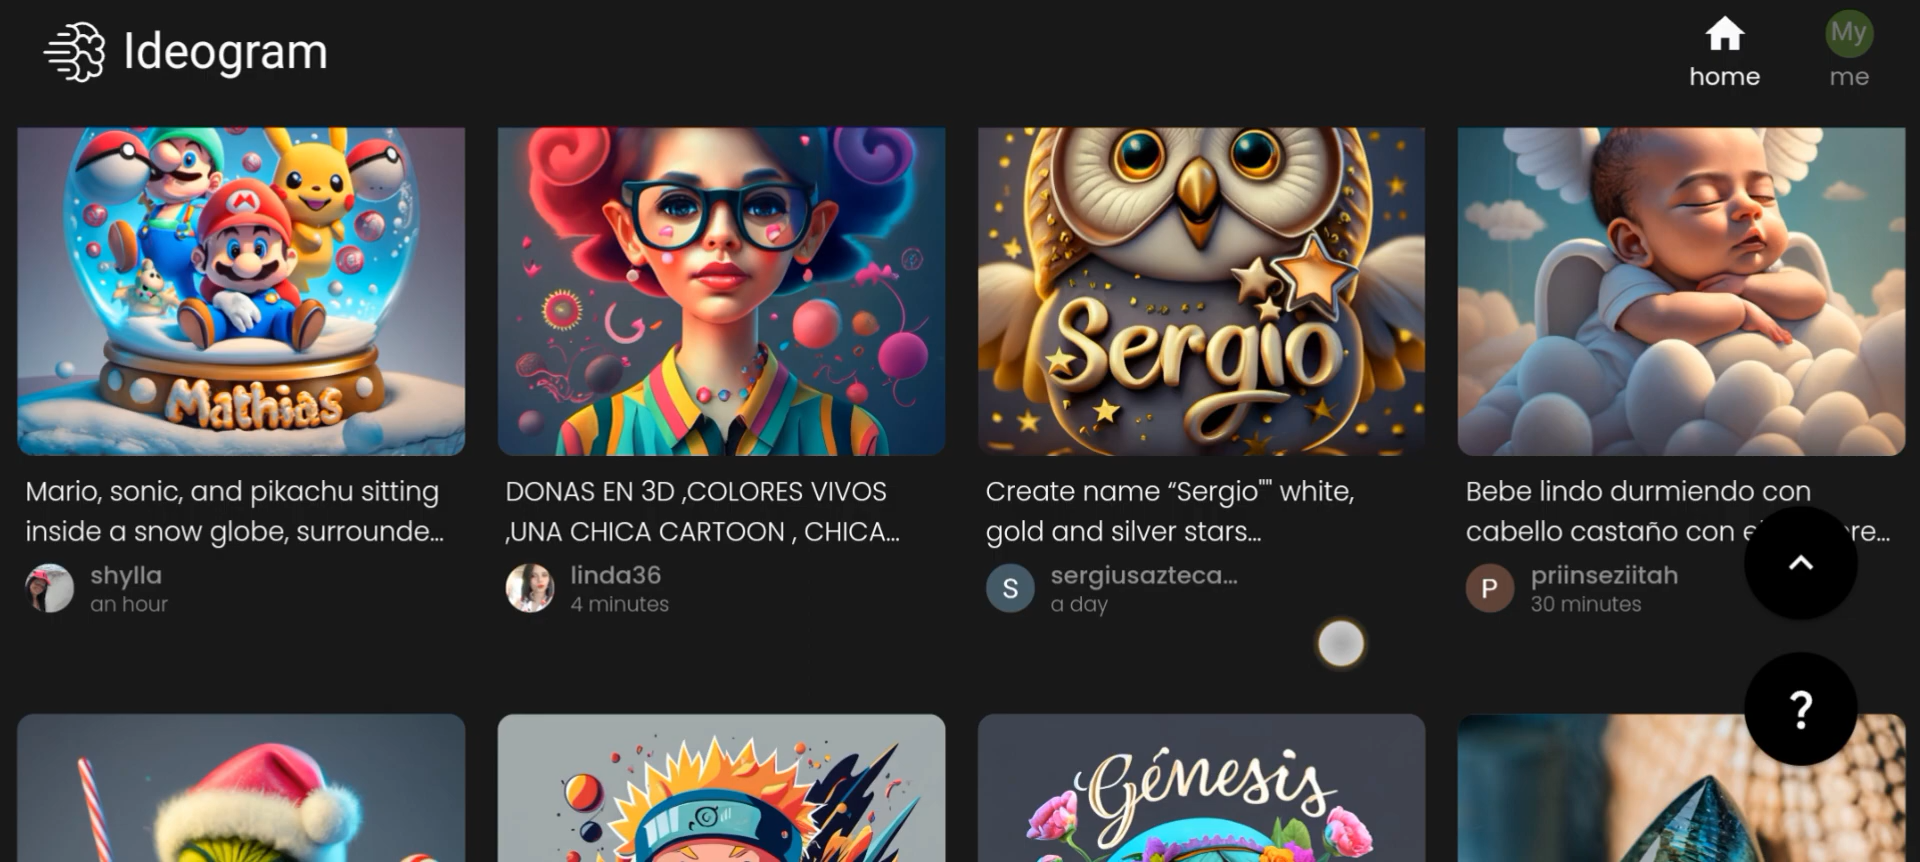 Ideogram
home
My
me
Mathias
Sergio
Mario, sonic, and pikachu sitting
inside a snow globe, surrounde...
shylla
an hour
DONAS EN 3D ,COLORES VIVOS
,UNA CHICA CARTOON , CHICA...
linda36
4 minutes
Create name “Sergio"" white,
gold and silver stars...
S
sergiusazteca...
a day
Bebe lindo durmiendo con
cabello castaño con
P
priinseziitah
30 minutes
?
Génesis